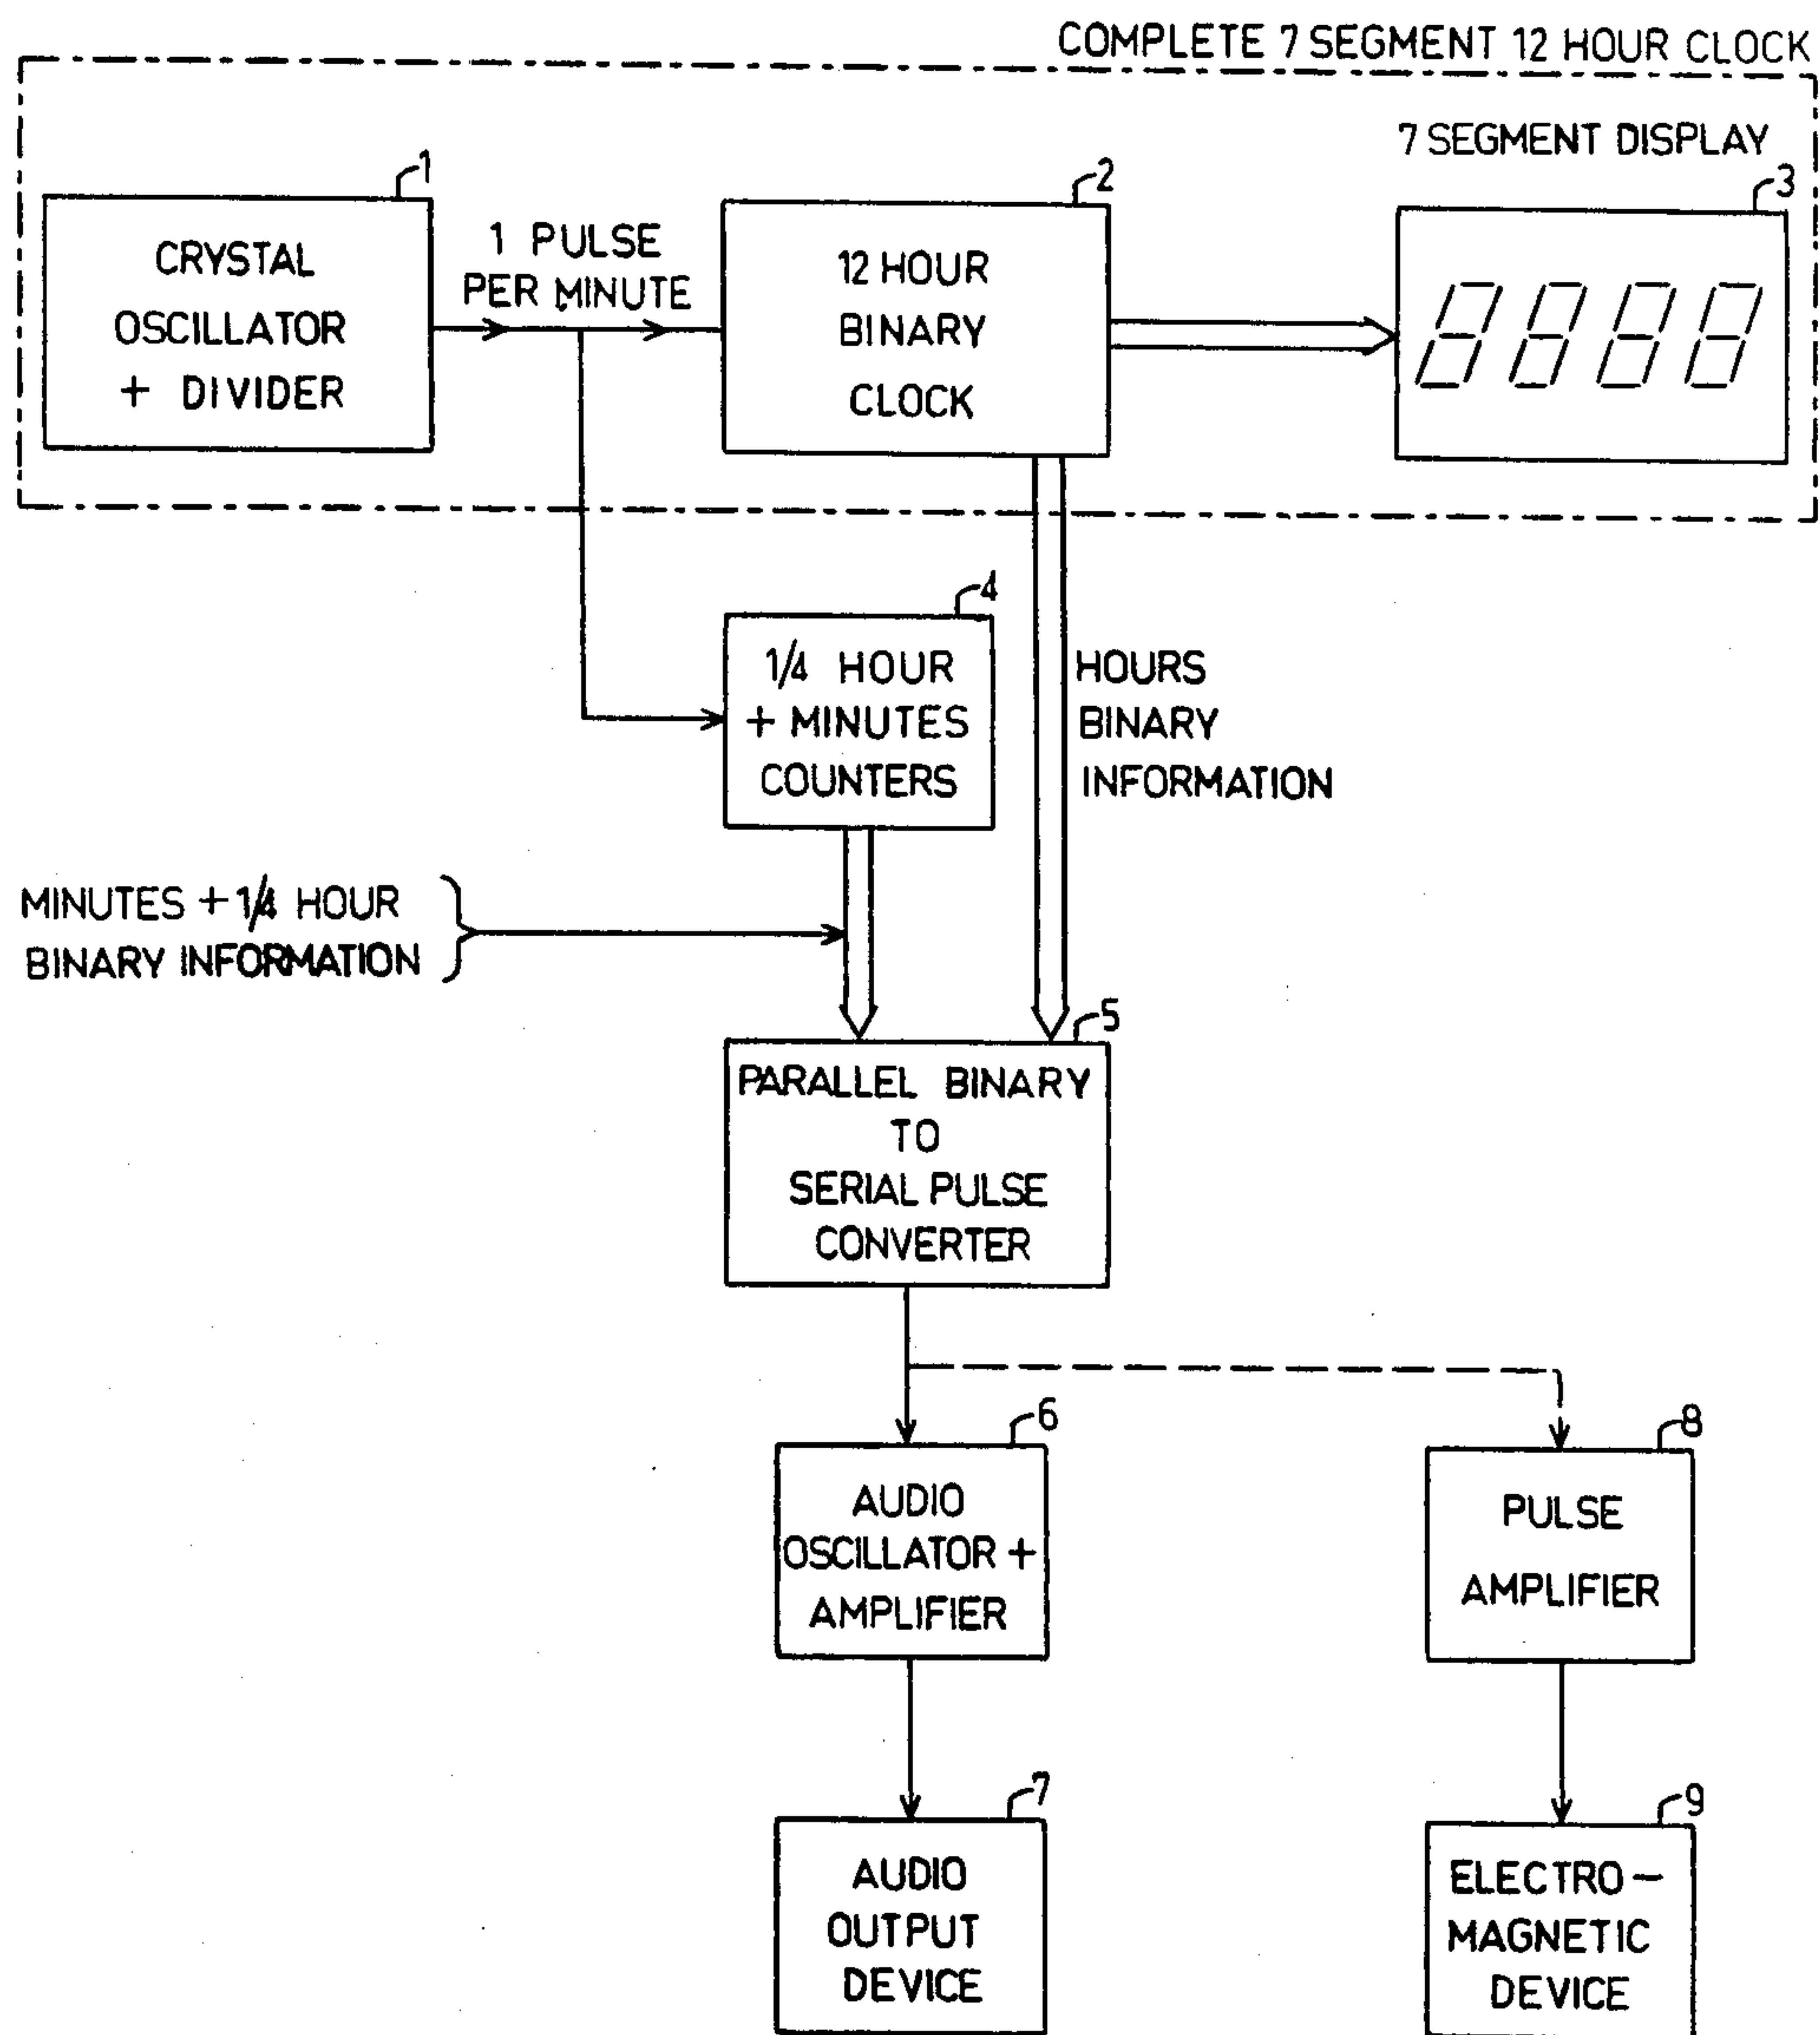 COMPLETE 7 SEGMENT 12 HOUR CLOCK
7 SEGMENT DISPLAY
1
CRYSTAL
OSCILLATOR
+ DIVIDER
1 PULSE
PER MINUTE
2
12 HOUR
BINARY
CLOCK
3
8888
4
1/4 HOUR
+ MINUTES
COUNTERS
HOURS
BINARY
INFORMATION
MINUTES + 1/4 HOUR
BINARY INFORMATION
5
PARALLEL BINARY
TO
SERIAL PULSE
CONVERTER
6
AUDIO
OSCILLATOR +
AMPLIFIER
8
PULSE
AMPLIFIER
7
AUDIO
OUTPUT
DEVICE
9
ELECTRO-
MAGNETIC
DEVICE